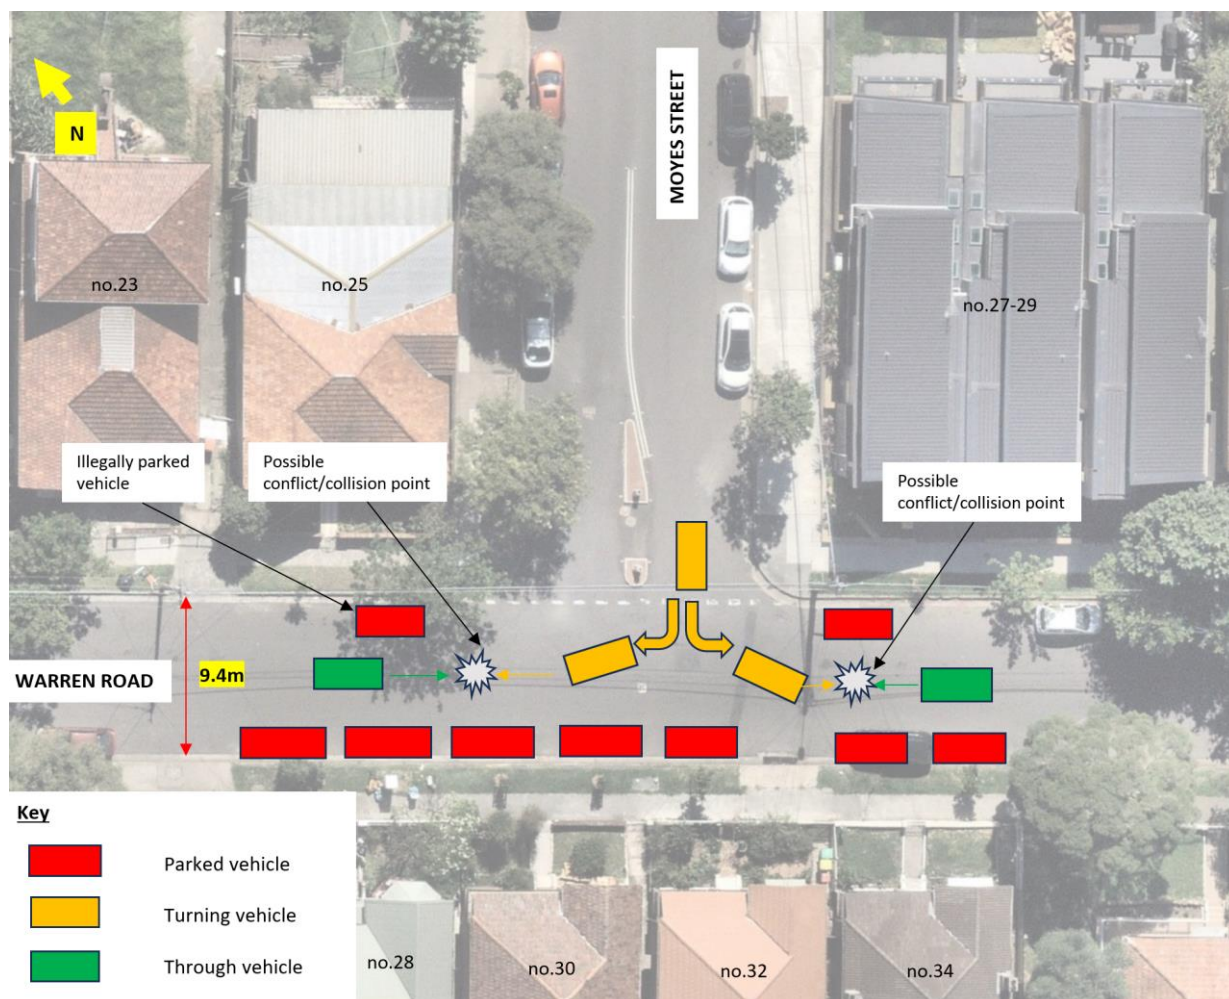 N
MOYES STREET
no.23
no.25
no.27-29
Illegally parked
vehicle
Possible
conflict/collision point
Possible
conflict/collision point
WARREN ROAD
9.4m
Key
Parked vehicle
Turning vehicle
Through vehicle
no.28
no.30
no.32
no.34